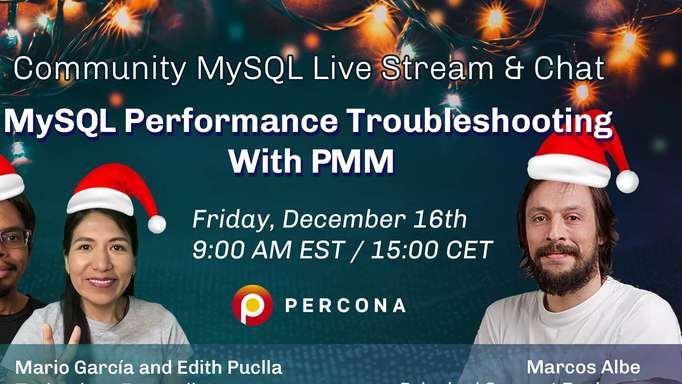 Community MySQL Live Stream & Chat
MySQL Performance Troubleshooting
With PMM
Friday, December 16th
9:00 AM EST / 15:00 CET
PERCONA
Mario García and Edith Puclla
Marcos Albe